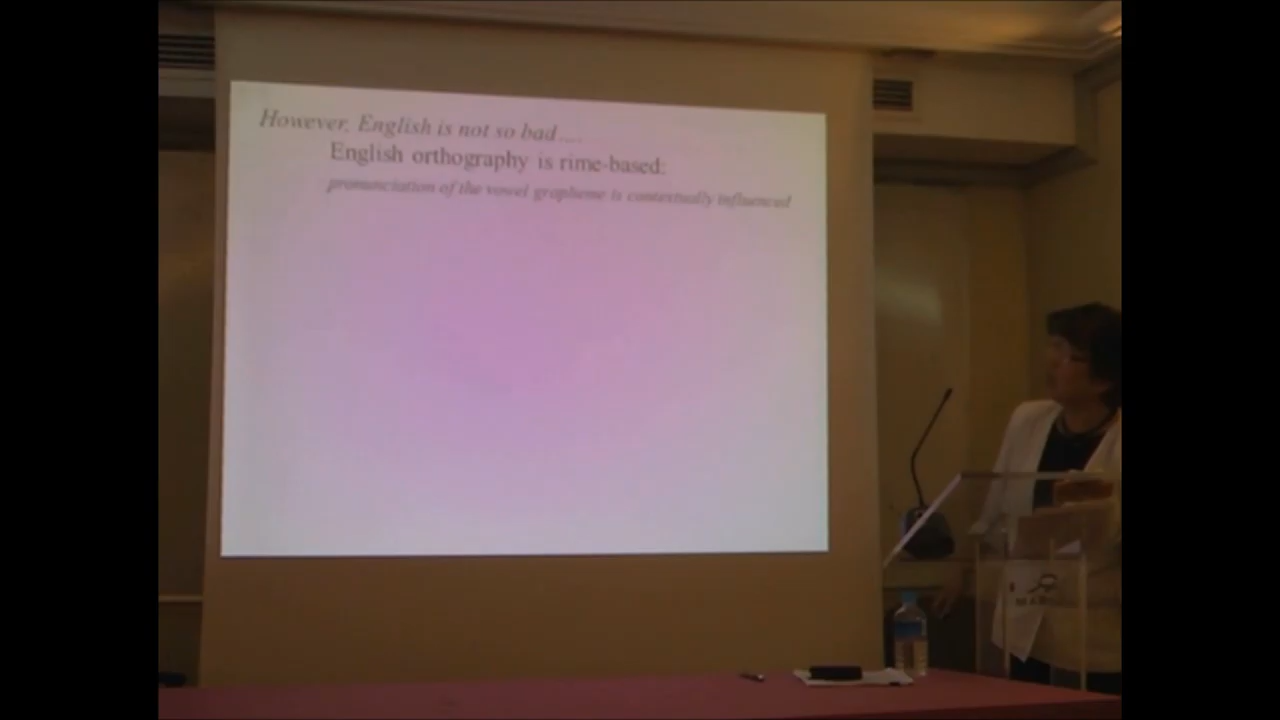 However, English is not so bad....
English orthography is rime-based:
pronunciation of the vowel grapheme is contextually influenced